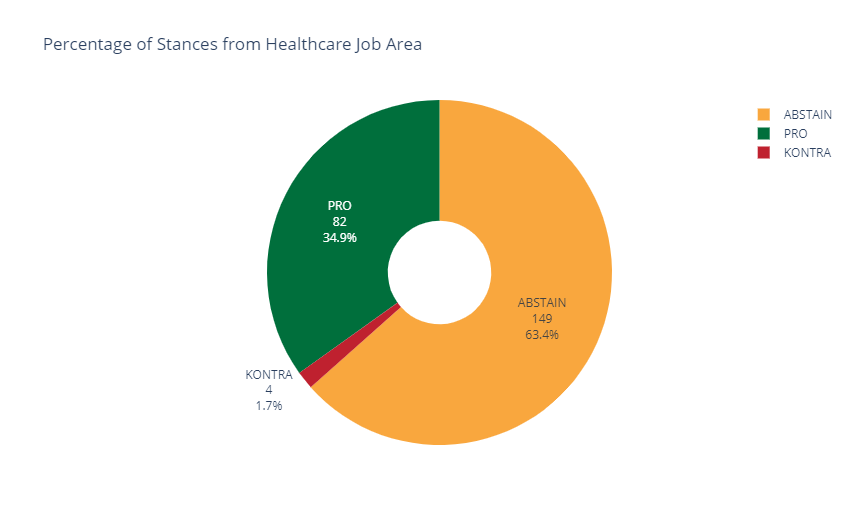 Percentage of Stances from Healthcare Job Area
ABSTAIN
PRO
KONTRA
PRO
82
34.9%
ABSTAIN
149
63.4%
KONTRA
4
1.7%